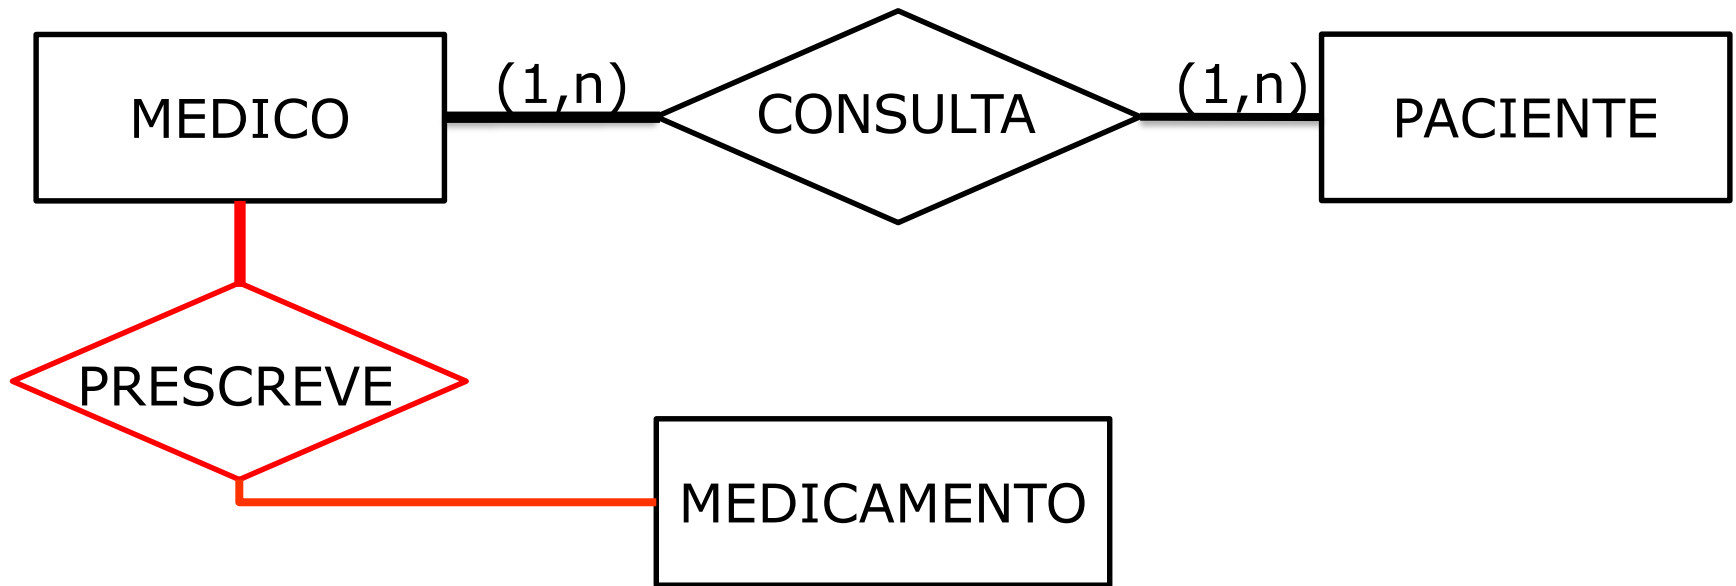 MEDICO
(1,n)
CONSULTA
(1,n)
PACIENTE
PRESCREVE
MEDICAMENTO